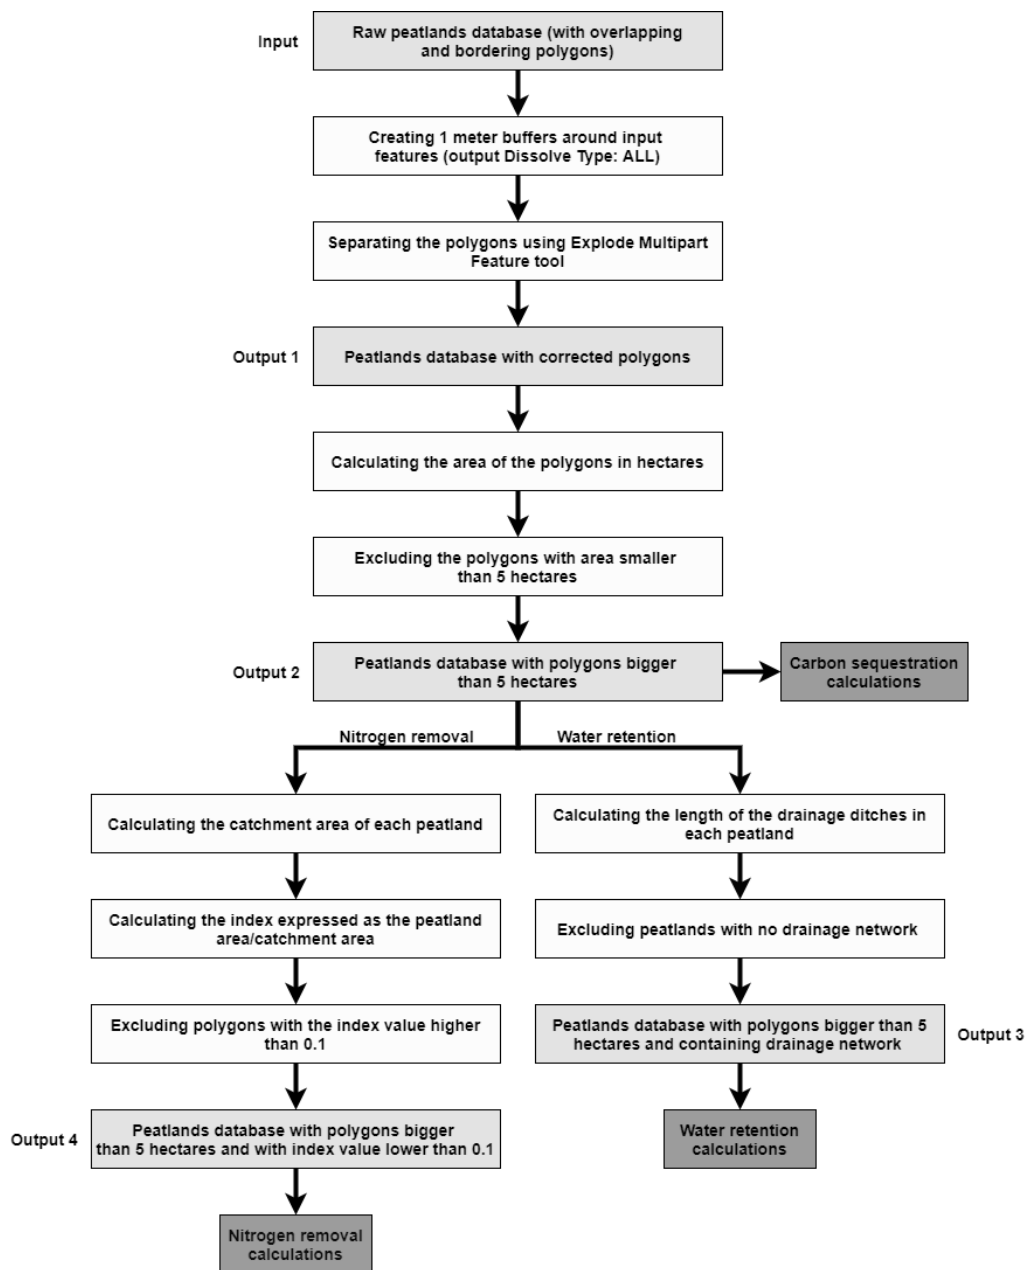 Input
Raw peatlands database (with overlapping
and bordering polygons)
Creating 1 meter buffers around input
features (output Dissolve Type: ALL)
Separating the polygons using Explode Multipart
Feature tool
Output 1
Peatlands database with corrected polygons
Calculating the area of the polygons in hectares
Excluding the polygons with area smaller
than 5 hectares
Output 2
Peatlands database with polygons bigger
than 5 hectares
Carbon sequestration
calculations
Nitrogen removal
Water retention
Calculating the catchment area of each peatland
Calculating the index expressed as the peatland
area/catchment area
Excluding polygons with the index value higher
than 0.1
Output 4
Peatlands database with polygons bigger
than 5 hectares and with index value lower than 0.1
Nitrogen removal
calculations
Calculating the length of the drainage ditches in
each peatland
Excluding peatlands with no drainage network
Peatlands database with polygons bigger than 5
hectares and containing drainage network
Output 3
Water retention
calculations